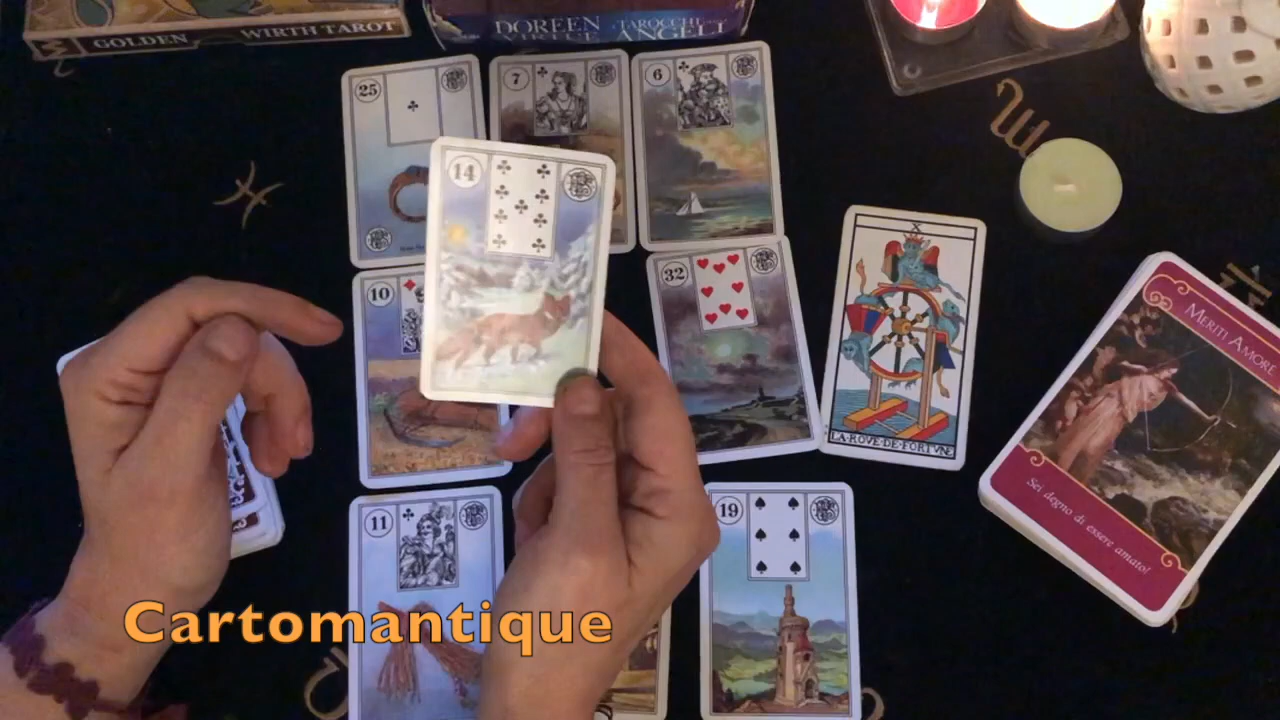 GOLDEN WIRTH TAROT
DOREEN TAROCCHI
VIRTUE ANGELI
25
7
6
14
10
32
X
LA·ROVE·DE·FORTVNE
MERITI AMORE
Sei degno di essere amato!
11
19
Cartomantique